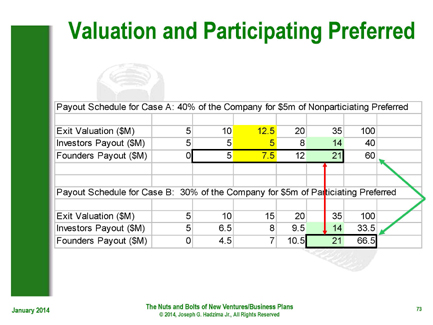 Valuation and Participating Preferred
Payout Schedule for Case A: 40% of the Company for $5m of Nonparticiating Preferred
Exit Valuation ($M) 5 10 12.5 20 35 100
Investors Payout ($M) 5 5 5 8 14 40
Founders Payout ($M) 0 5 7.5 12 21 60
Payout Schedule for Case B: 30% of the Company for $5m of Particiating Preferred
Exit Valuation ($M) 5 10 15 20 35 100
Investors Payout ($M) 5 6.5 8 9.5 14 33.5
Founders Payout ($M) 0 4.5 7 10.5 21 66.5
January 2014
The Nuts and Bolts of New Ventures/Business Plans
© 2014, Joseph G. Hadzima Jr., All Rights Reserved
73